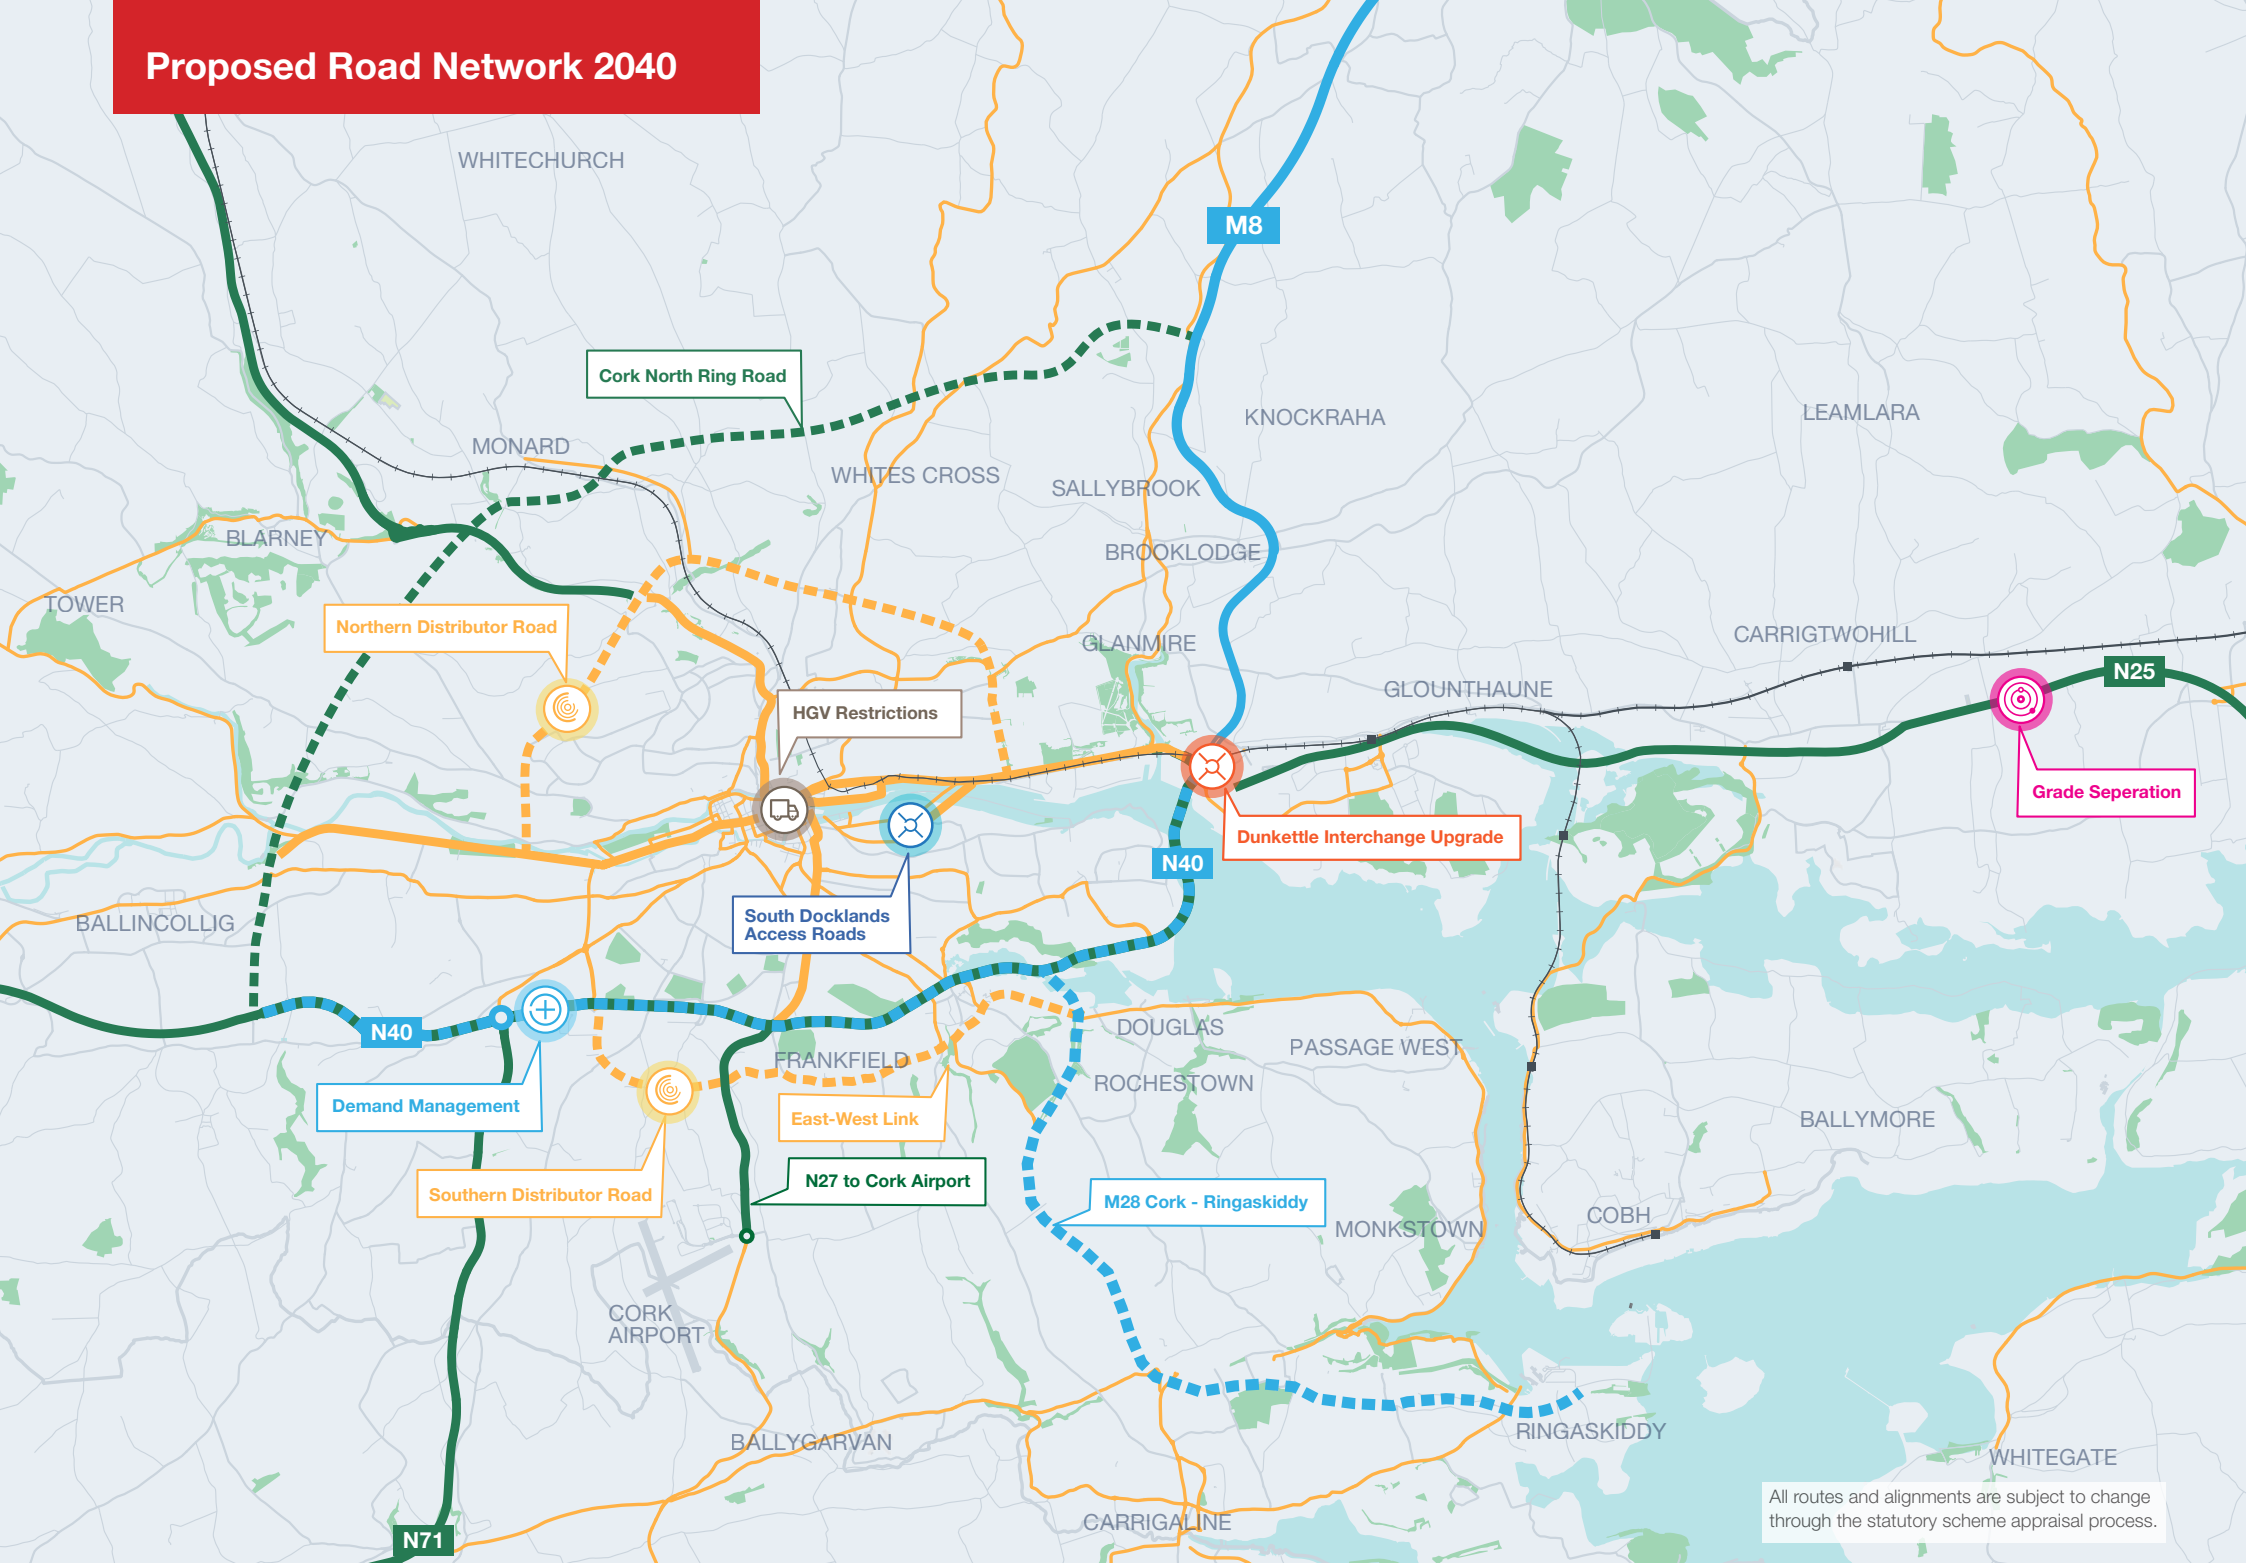 Proposed Road Network 2040
WHITECHURCH
M8
Cork North Ring Road
KNOCKRAHA
LEAMLARA
MONARD
WHITES CROSS
SALLYBROOK
BLARNEY
BROOKLODGE
TOWER
Northern Distributor Road
GLANMIRE
CARRIGTWOHILL
N25
GLOUNTHAUNE
HGV Restrictions
Grade Seperation
Dunkettle Interchange Upgrade
N40
BALLINCOLLIG
South Docklands
Access Roads
N40
DOUGLAS
PASSAGE WEST
FRANKFIELD
ROCHESTOWN
Demand Management
East-West Link
BALLYMORE
N27 to Cork Airport
Southern Distributor Road
M28 Cork - Ringaskiddy
MONKSTOWN
COBH
CORK
AIRPORT
RINGASKIDDY
BALLYGARVAN
WHITEGATE
CARRIGALINE
N71
All routes and alignments are subject to change
through the statutory scheme appraisal process.